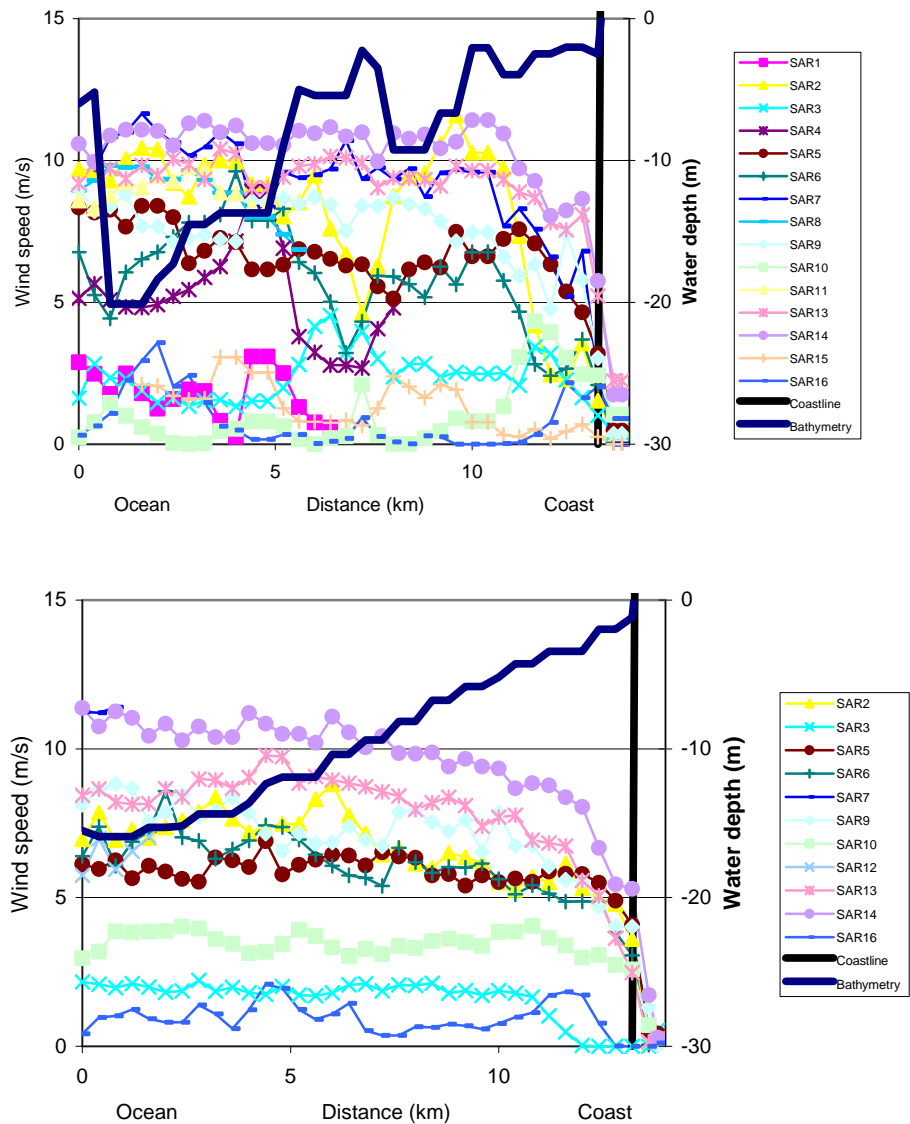 15
10
5
0
0
-10
-20
-30
0
5
10
Wind speed (m/s)
Water depth (m)
Ocean
Distance (km)
Coast
SAR1
SAR2
SAR3
SAR4
SAR5
SAR6
SAR7
SAR8
SAR9
SAR10
SAR11
SAR13
SAR14
SAR15
SAR16
Coastline
Bathymetry
15
10
5
0
0
-10
-20
-30
0
5
10
Wind speed (m/s)
Water depth (m)
Ocean
Distance (km)
Coast
SAR2
SAR3
SAR5
SAR6
SAR7
SAR9
SAR10
SAR12
SAR13
SAR14
SAR16
Coastline
Bathymetry